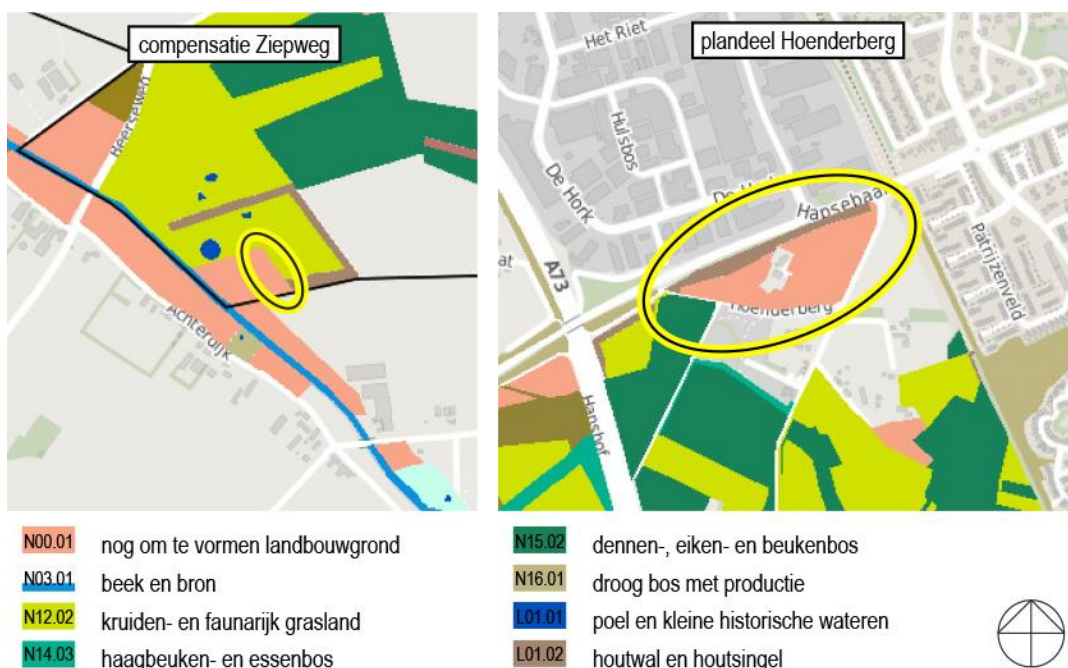 compensatie Ziepweg
plandeel Hoenderberg
Beerseweg
Achterdijk
Het Riet
Hulsbos
De Hork
Hansebaan
A73
at
Hoenderberg
Patrijzenveld
Hanshof
N00.01 nog om te vormen landbouwgrond
N03.01 beek en bron
N12.02 kruiden- en faunarijk grasland
N14.03 haagbeuken- en essenbos
N15.02 dennen-, eiken- en beukenbos
N16.01 droog bos met productie
L01.01 poel en kleine historische wateren
L01.02 houtwal en houtsingel